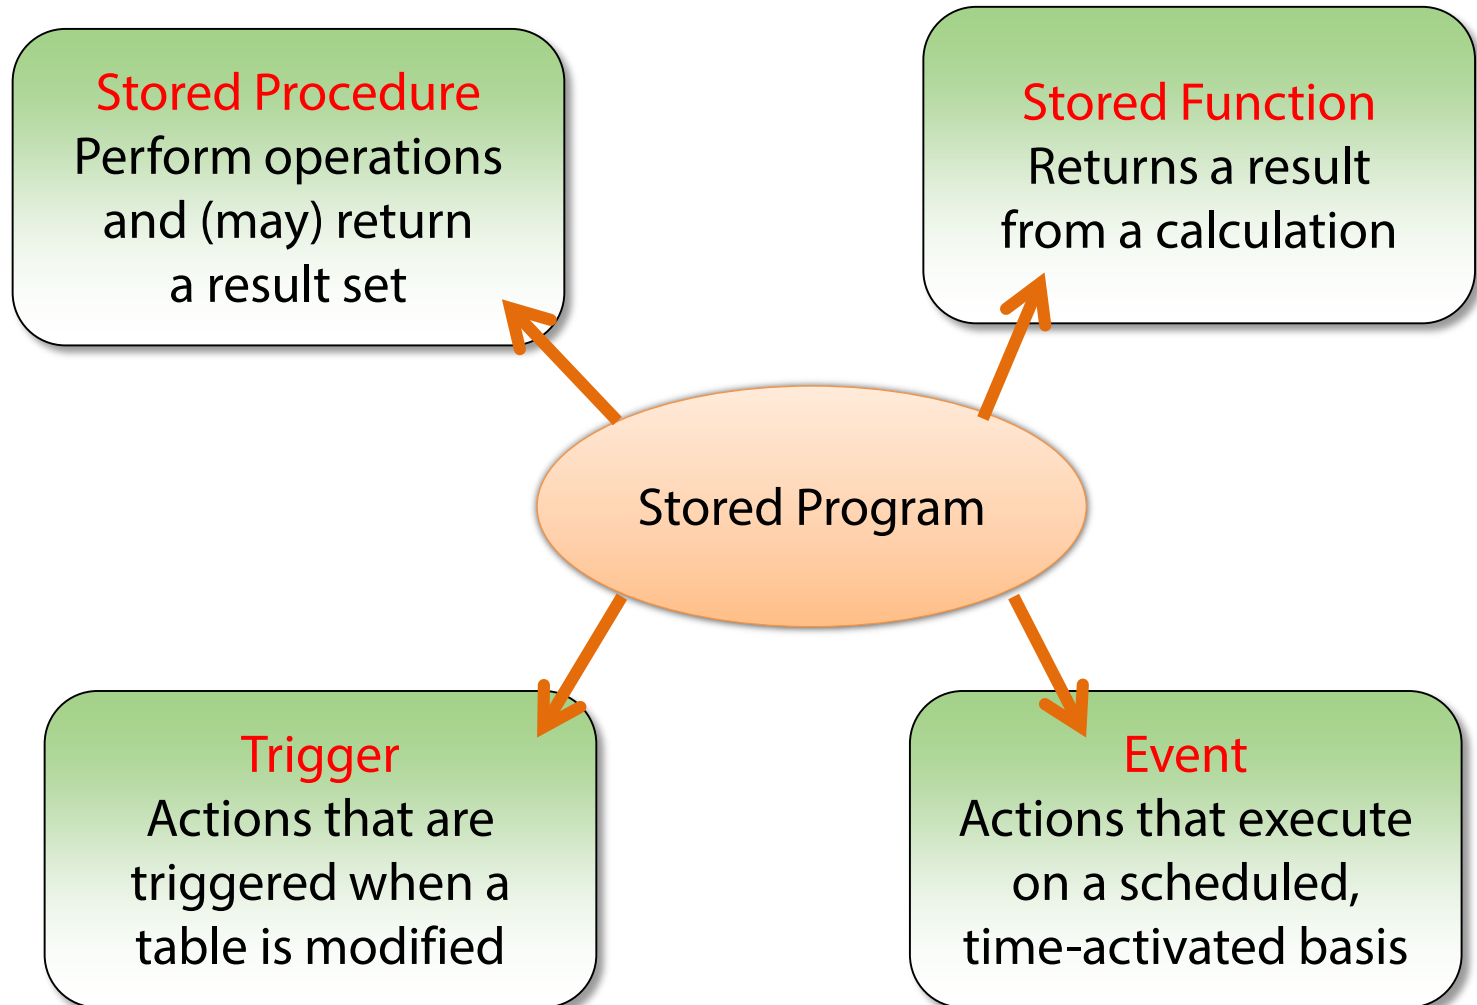 Stored Procedure
Perform operations
and (may) return
a result set
Stored Function
Returns a result
from a calculation
Stored Program
Trigger
Actions that are
triggered when a
table is modified
Event
Actions that execute
on a scheduled,
time-activated basis